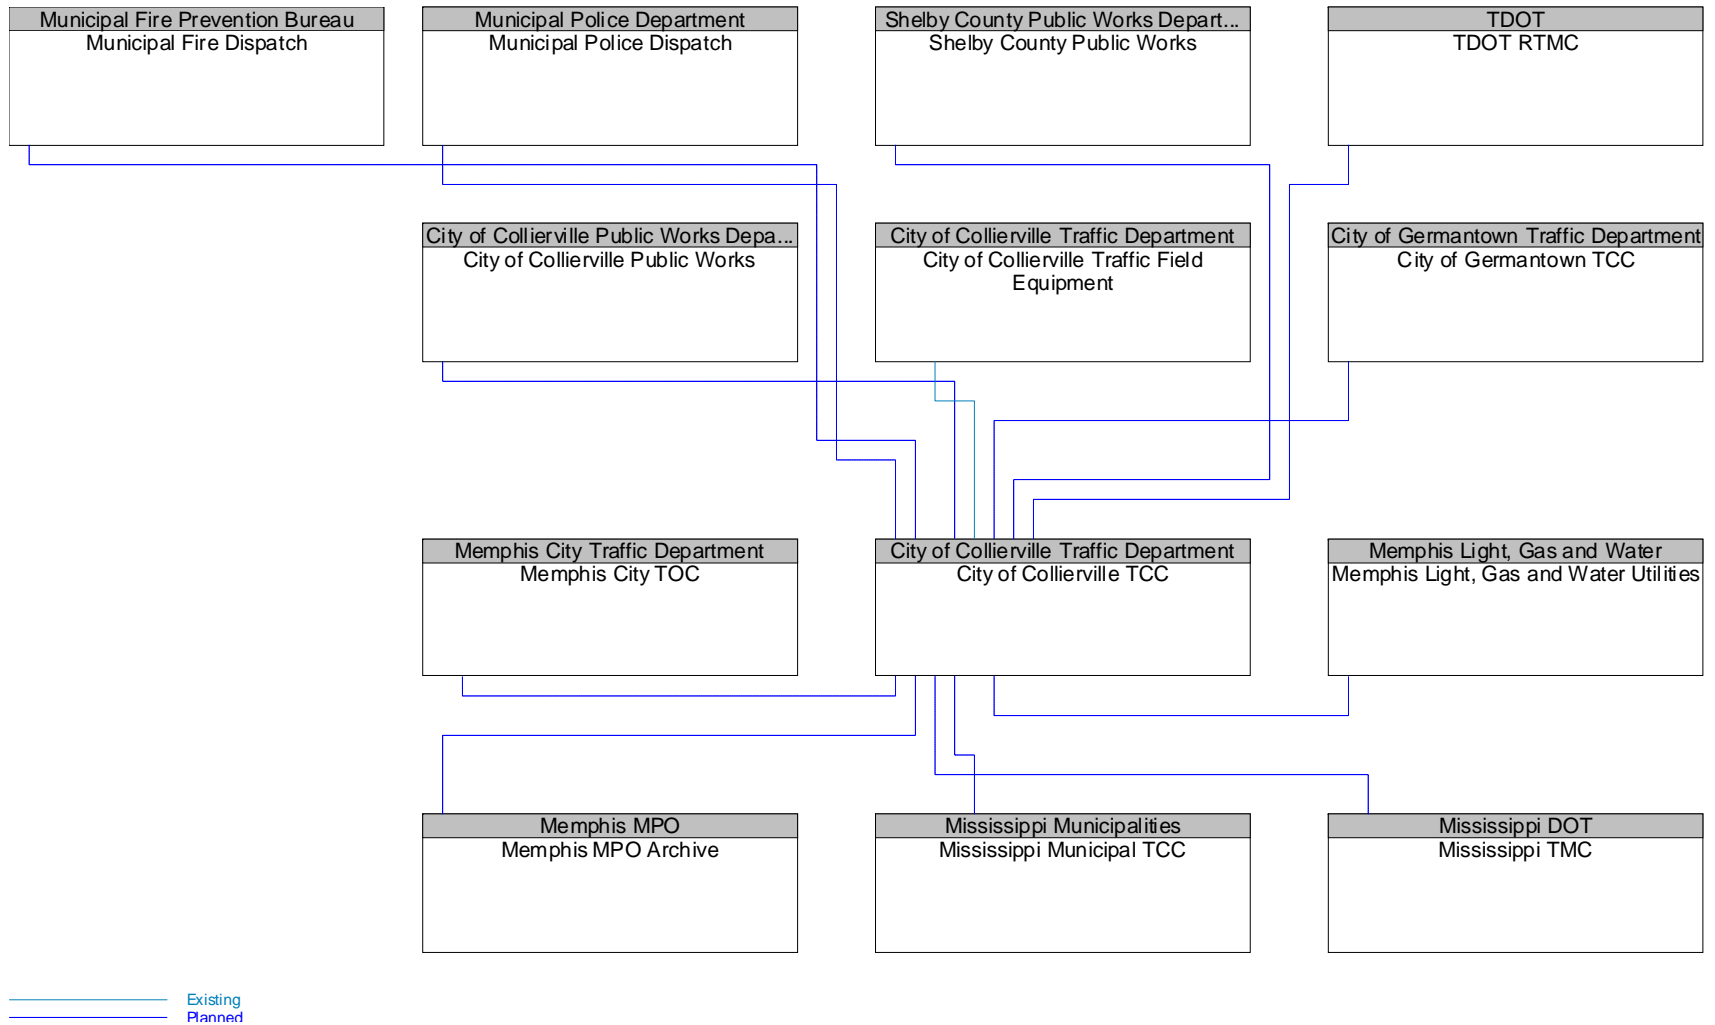 Municipal Fire Prevention Bureau
Municipal Fire Dispatch
Municipal Police Department
Municipal Police Dispatch
Shelby County Public Works Depart...
Shelby County Public Works
TDOT
TDOT RTMC
City of Collierville Public Works Depa...
City of Collierville Public Works
City of Collierville Traffic Department
City of Collierville Traffic Field
Equipment
City of Germantown Traffic Department
City of Germantown TCC
Memphis City Traffic Department
Memphis City TOC
City of Collierville Traffic Department
City of Collierville TCC
Memphis Light, Gas and Water
Memphis Light, Gas and Water Utilities
Memphis MPO
Memphis MPO Archive
Mississippi Municipalities
Mississippi Municipal TCC
Mississippi DOT
Mississippi TMC
Existing
Planned